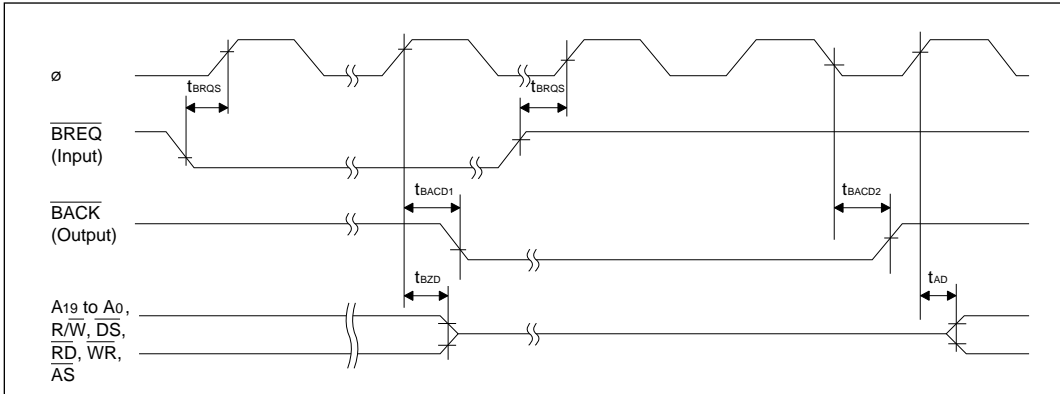 ø
tBRQS
tBRQS
BREQ
(Input)
tBACD1
tBACD2
BACK
(Output)
tBZD
tAD
A19 to A0,
R/W, DS,
RD, WR,
AS